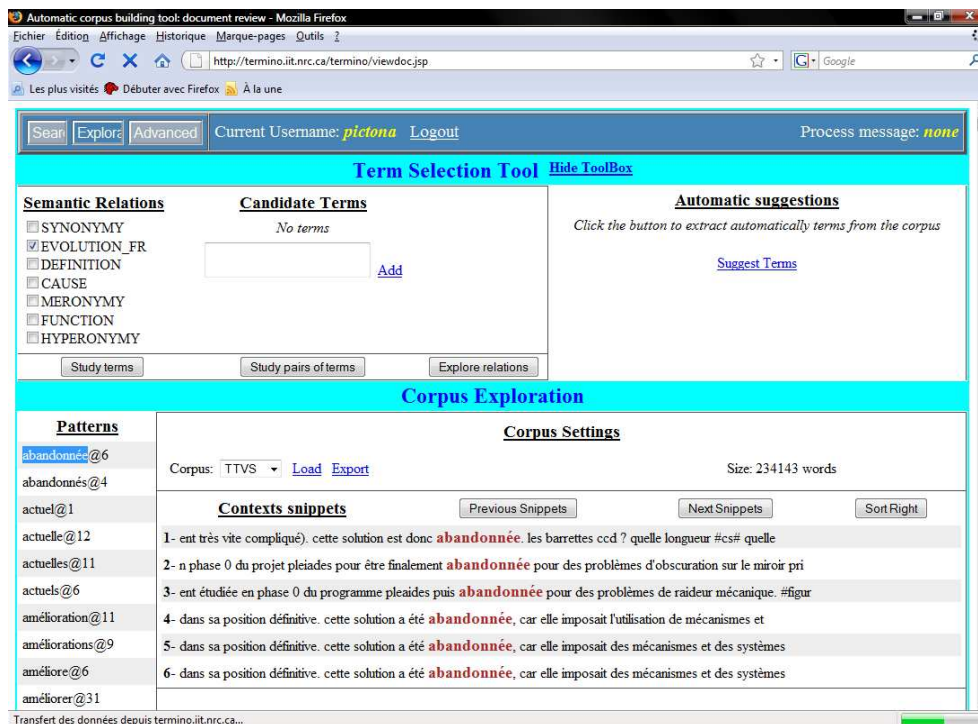 Automatic corpus building tool: document review - Mozilla Firefox
Fichier Édition Affichage Historique Marque-pages Outils ?
http://termino.iit.nrc.ca/termino/viewdoc.jsp
G Google
Les plus visités Débuter avec Firefox À la une
Sear Explora Advanced Current Username: pictona Logout Process message: none
Term Selection Tool Hide ToolBox
Semantic Relations Candidate Terms Automatic suggestions
SYNONYMY No terms Click the button to extract automatically terms from the corpus
EVOLUTION_FR
DEFINITION Add Suggest Terms
CAUSE
MERONYMY
FUNCTION
HYPERONYMY
Study terms Study pairs of terms Explore relations
Corpus Exploration
Patterns Corpus Settings
abandonnée@6
Corpus: TTVS Load Export Size: 234143 words
abandonnés@4
actuel@1 Contexts snippets Previous Snippets Next Snippets Sort Right
actuelle@12 1- ent très vite compliqué). cette solution est donc abandonnée. les barrettes ccd ? quelle longueur #cs# quelle
actuelles@11 2- n phase 0 du projet pleiades pour être finalement abandonnée pour des problèmes d'obscuration sur le miroir pri
actuels@6 3- ent étudiée en phase 0 du programme pleaides puis abandonnée pour des problèmes de raideur mécanique. #figur
amélioration@11 4- dans sa position définitive. cette solution a été abandonnée, car elle imposait l'utilisation de mécanismes et
améliorations@9 5- dans sa position définitive. cette solution a été abandonnée, car elle imposait des mécanismes et des systèmes
améliore@6 6- dans sa position définitive. cette solution a été abandonnée, car elle imposait des mécanismes et des systèmes
améliorer@31
Transfert des données depuis termino.iit.nrc.ca...